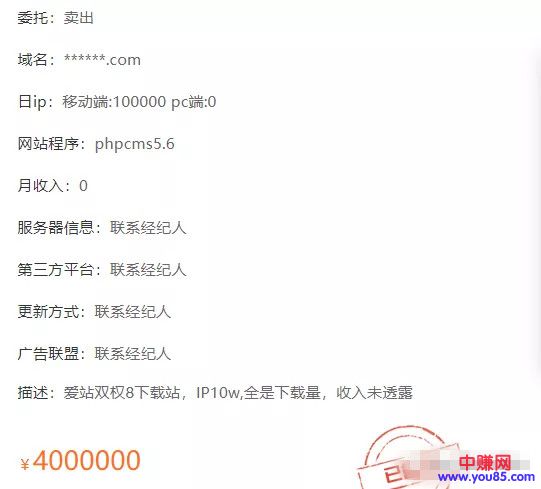 委托：卖出
域名：******.com
日ip：移动端:100000 pc端:0
网站程序：phpcms5.6
月收入：0
服务器信息：联系经纪人
第三方平台：联系经纪人
更新方式：联系经纪人
广告联盟：联系经纪人
描述：爱站双权8下载站，IP10w,全是下载量，收入未透露
¥4000000
已
中赚网
www.you85.com